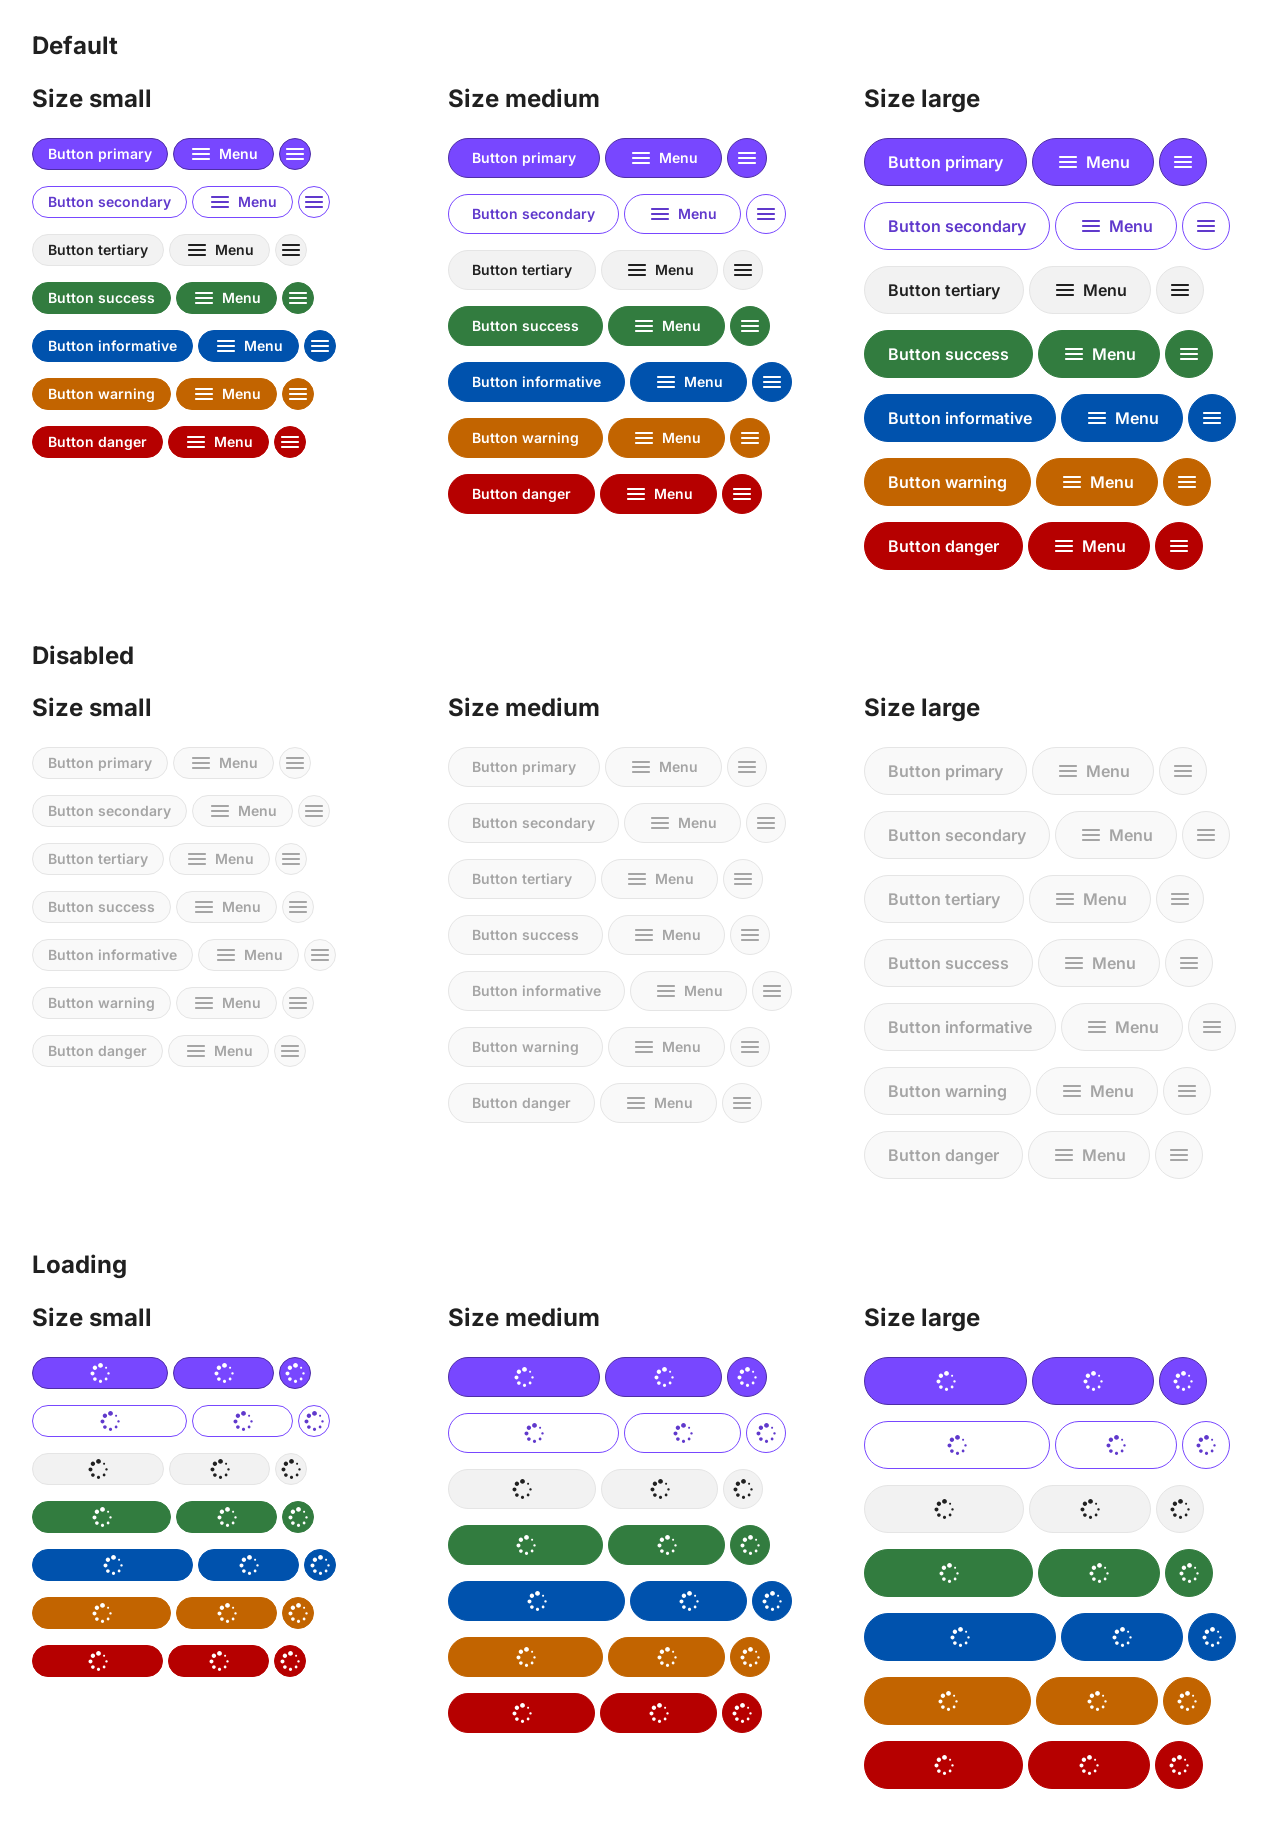 Default
Size small
Button primary Menu
Button secondary Menu
Button tertiary Menu
Button success Menu
Button informative Menu
Button warning Menu
Button danger Menu
Size medium
Button primary Menu
Button secondary Menu
Button tertiary Menu
Button success Menu
Button informative Menu
Button warning Menu
Button danger Menu
Size large
Button primary Menu
Button secondary Menu
Button tertiary Menu
Button success Menu
Button informative Menu
Button warning Menu
Button danger Menu
Disabled
Size small
Button primary Menu
Button secondary Menu
Button tertiary Menu
Button success Menu
Button informative Menu
Button warning Menu
Button danger Menu
Size medium
Button primary Menu
Button secondary Menu
Button tertiary Menu
Button success Menu
Button informative Menu
Button warning Menu
Button danger Menu
Size large
Button primary Menu
Button secondary Menu
Button tertiary Menu
Button success Menu
Button informative Menu
Button warning Menu
Button danger Menu
Loading
Size small
Size medium
Size large